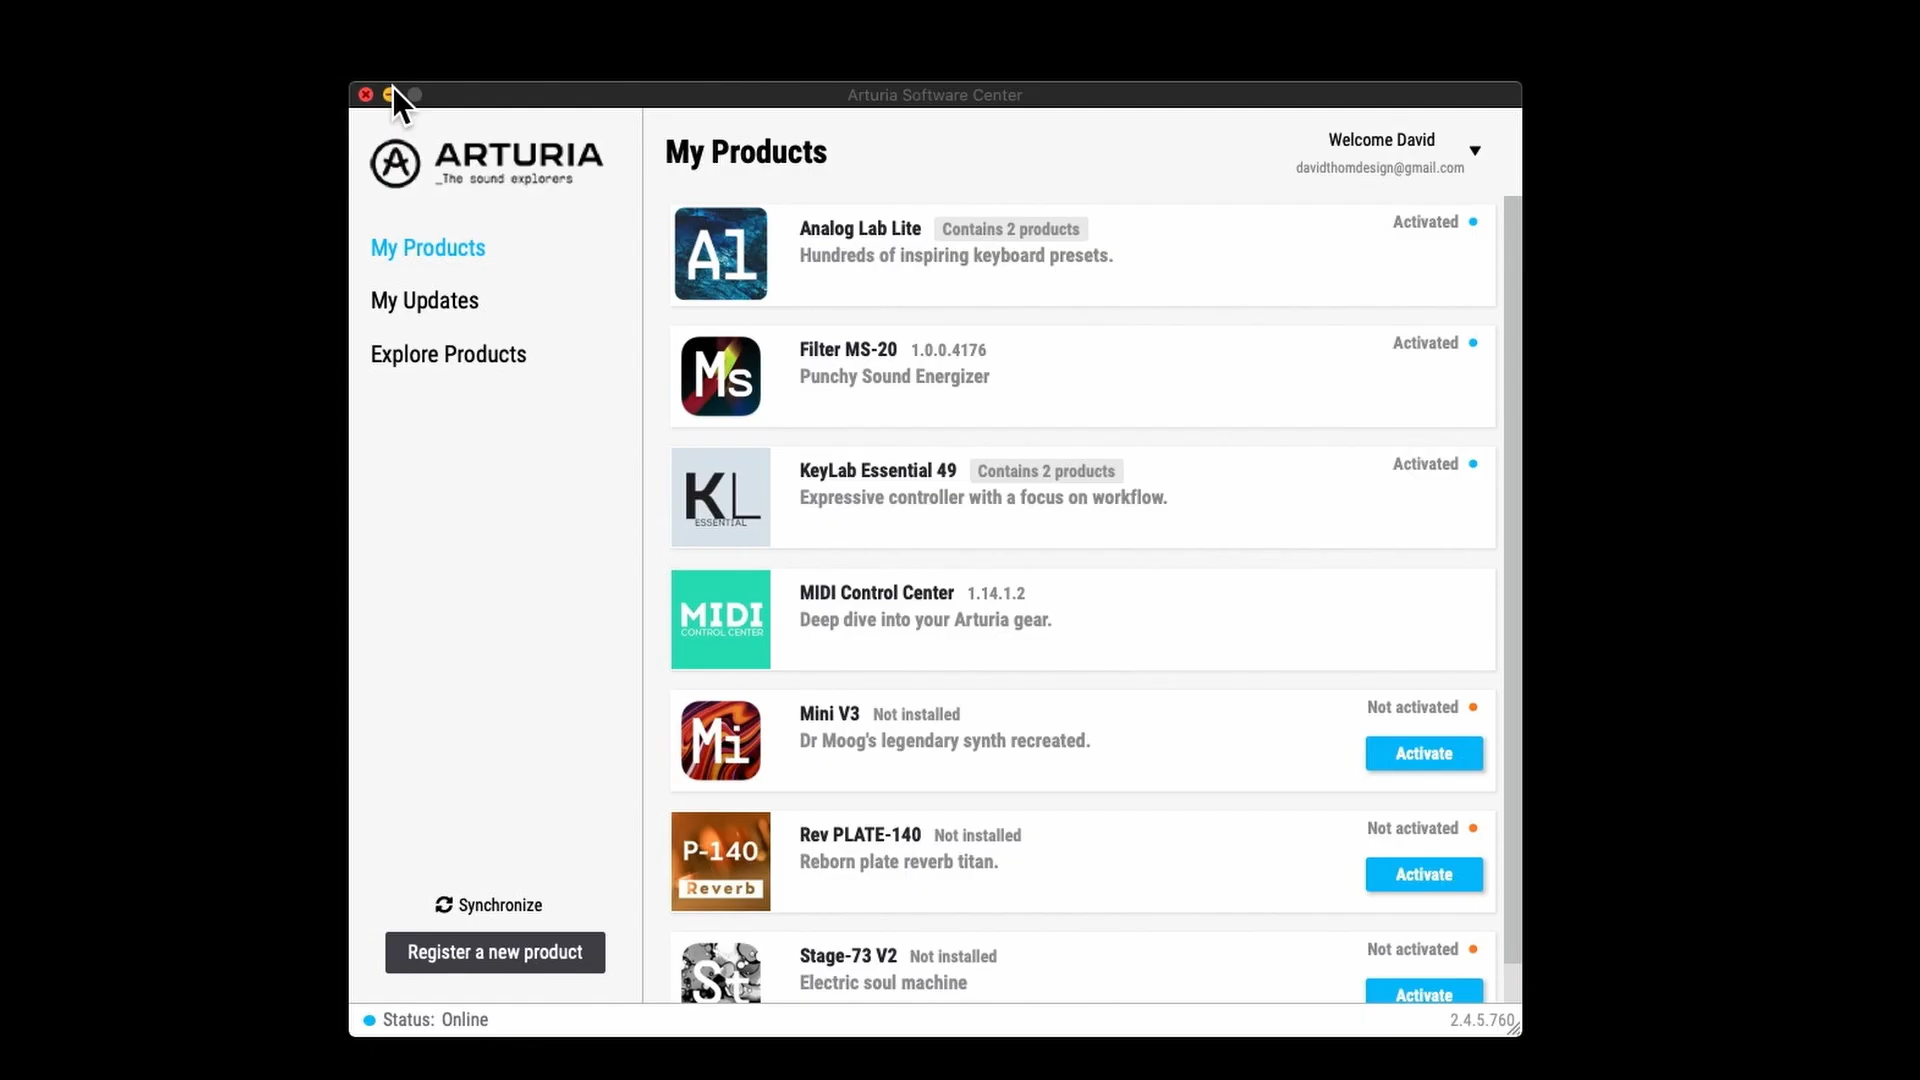 Arturia Software Center
ARTURIA
_The sound explorers
My Products
My Updates
Explore Products
Synchronize
Register a new product
My Products
Welcome David
davidthomdesign@gmail.com
Al
Analog Lab Lite Contains 2 products
Hundreds of inspiring keyboard presets.
Activated
Ms
Filter MS-20 1.0.0.4176
Punchy Sound Energizer
Activated
KL
ESSENTIAL
KeyLab Essential 49 Contains 2 products
Expressive controller with a focus on workflow.
Activated
MIDI
CONTROL CENTER
MIDI Control Center 1.14.1.2
Deep dive into your Arturia gear.
Mi
Mini V3 Not installed
Dr Moog's legendary synth recreated.
Not activated
Activate
P-140
Reverb
Rev PLATE-140 Not installed
Reborn plate reverb titan.
Not activated
Activate
St
Stage-73 V2 Not installed
Electric soul machine
Not activated
Activate
Status: Online
2.4.5.760